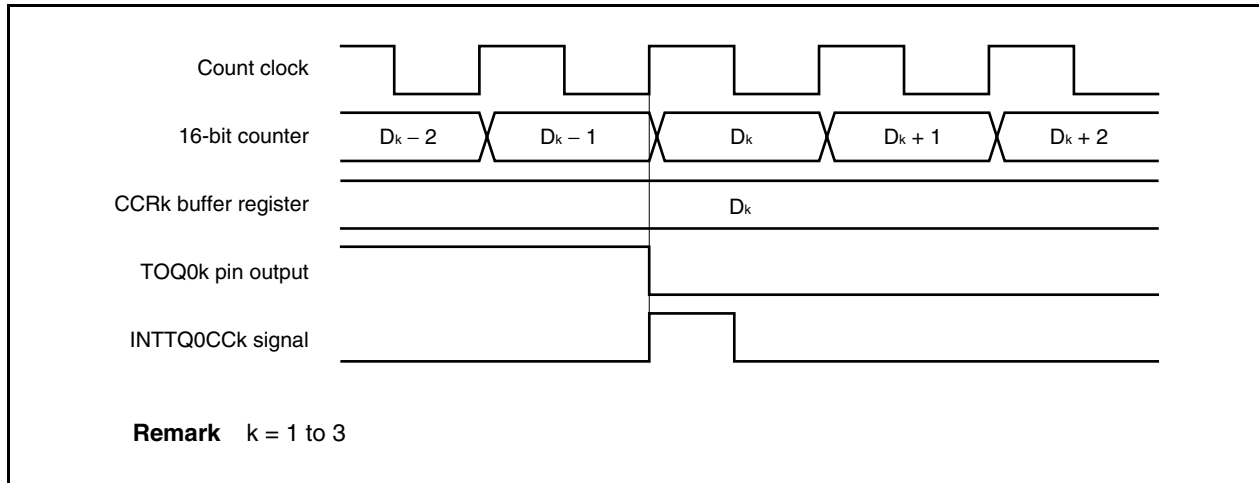 Count clock
16-bit counter Dk − 2 Dk − 1 Dk Dk + 1 Dk + 2
CCRk buffer register Dk
TOQ0k pin output
INTTQ0CCk signal
Remark k = 1 to 3